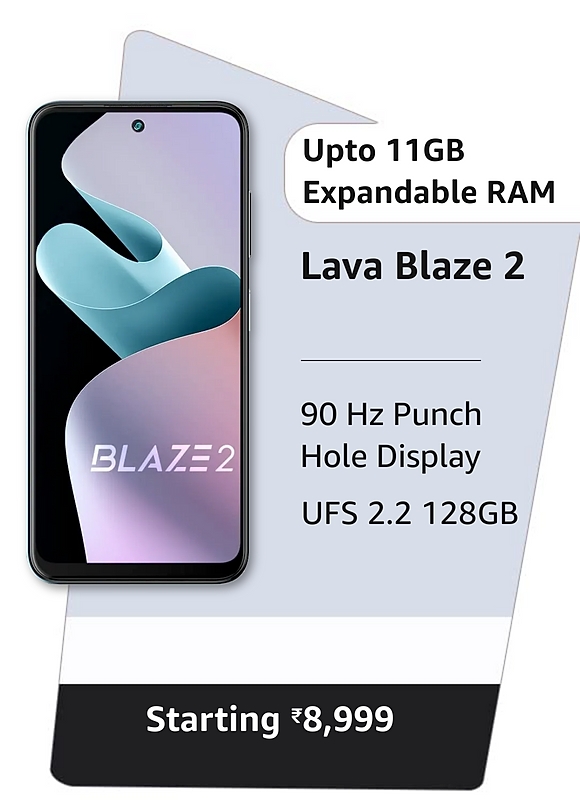 Upto 11GB
Expandable RAM
Lava Blaze 2
90 Hz Punch
Hole Display
UFS 2.2 128GB
BLAZE 2
Starting ₹8,999